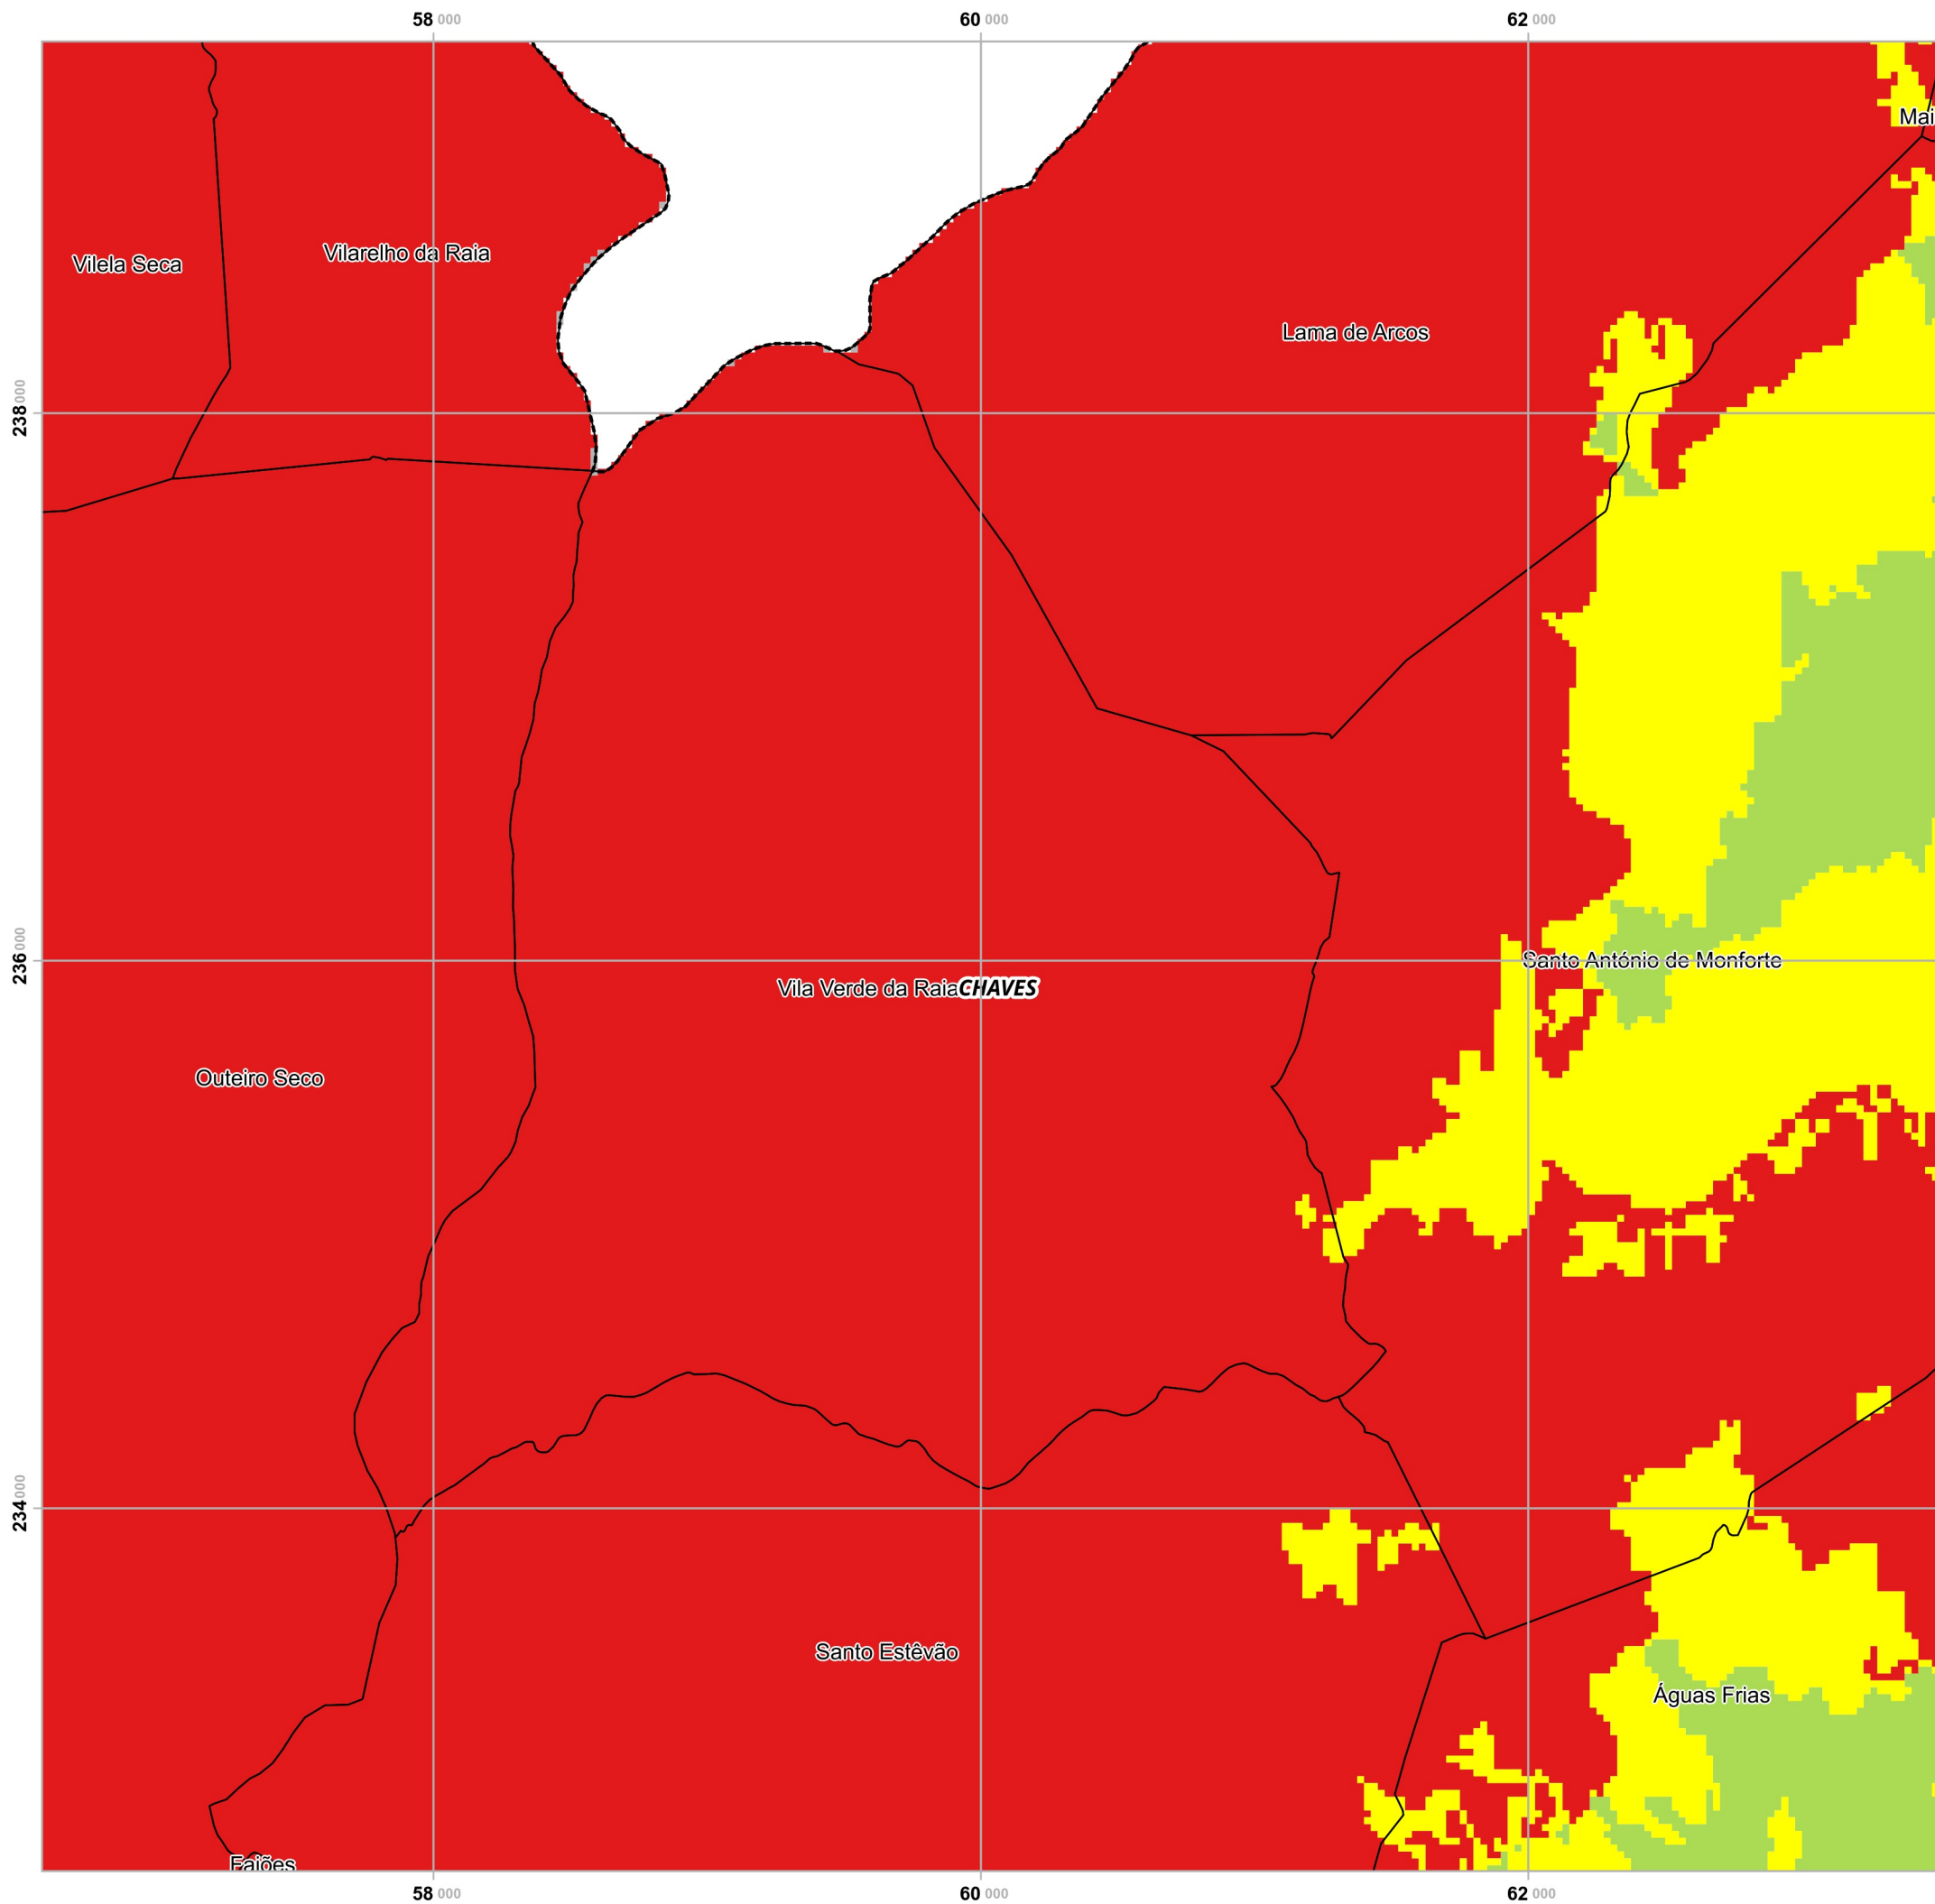 58 000 60 000 62 000
Mai
Vilarelho da Raia
Vilela Seca
Lama de Arcos
238 000
236 000
Santo António de Monforte
Vila Verde da Raia CHAVES
Outeiro Seco
234 000
Santo Estêvão
Águas Frias
Faiões
58 000 60 000 62 000